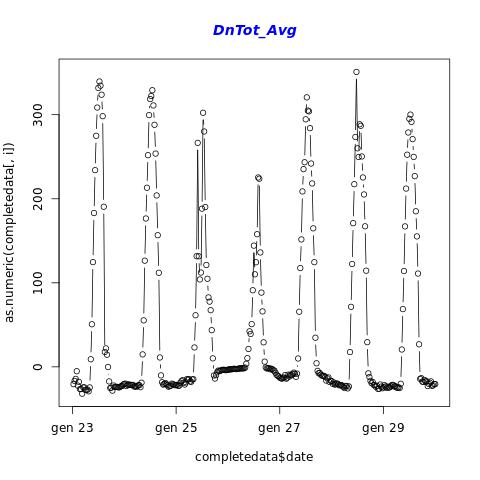 DnTot_Avg
as.numeric(completedata[, i])
300
200
100
0
gen 23
gen 25
gen 27
gen 29
completedata$date